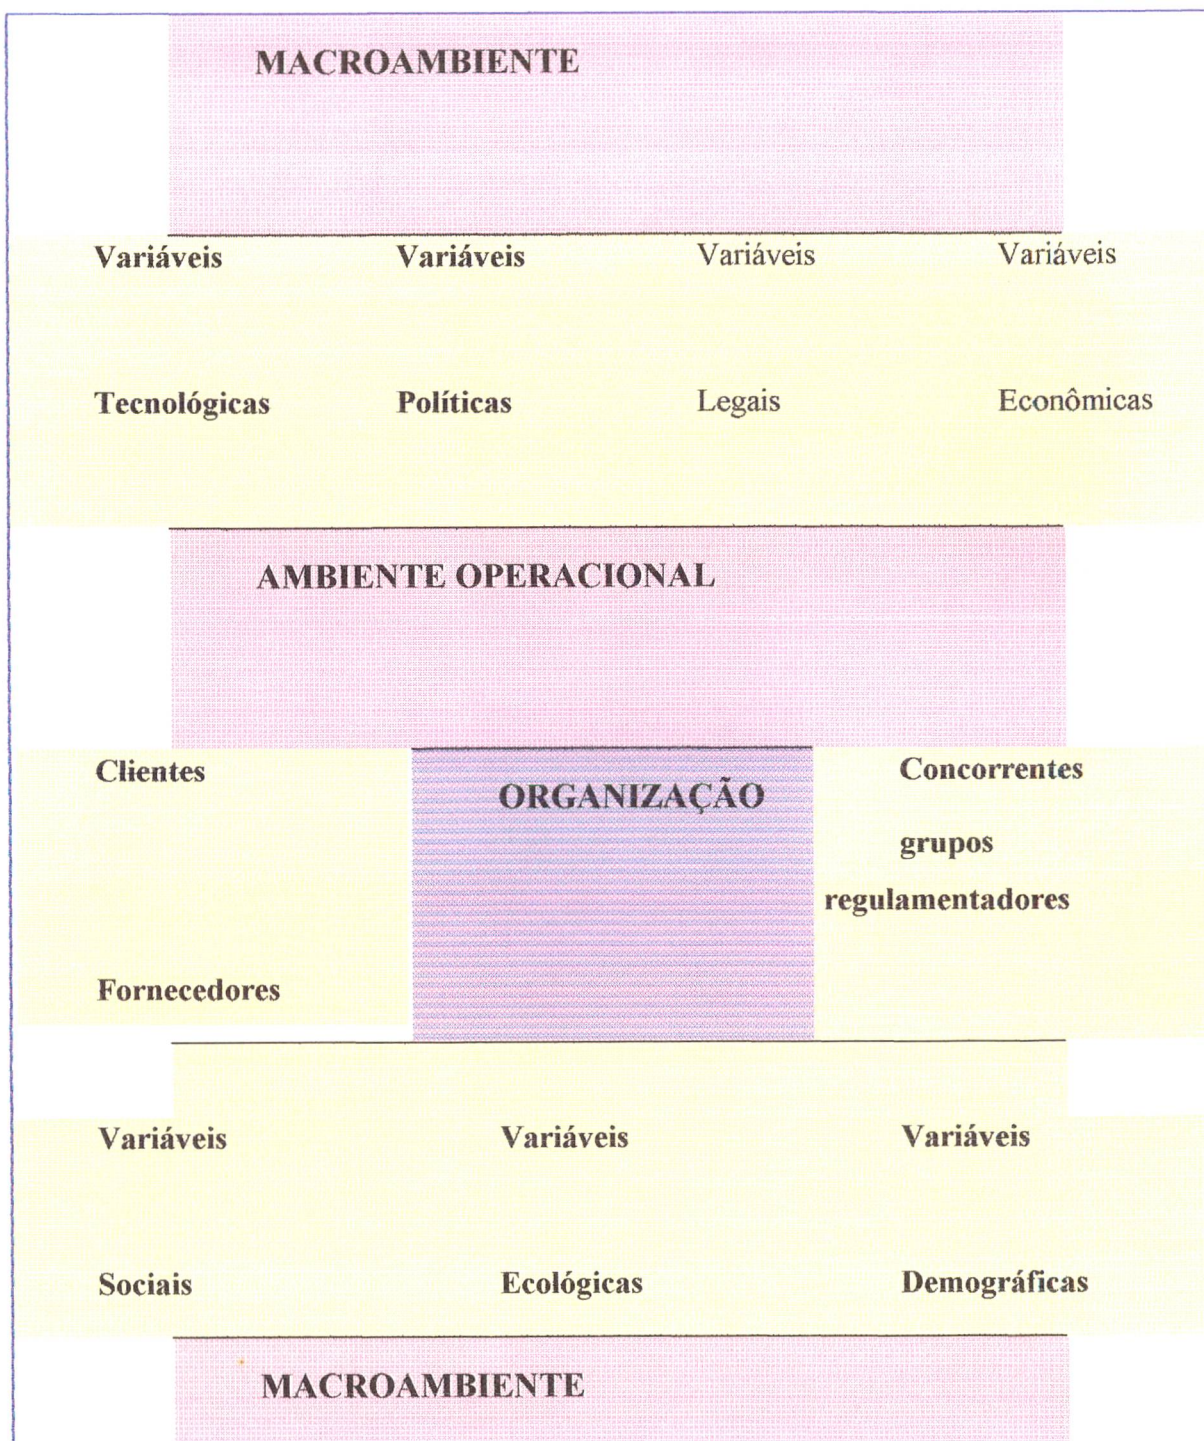 MACROAMBIENTE
Variáveis Variáveis Variáveis Variáveis
Tecnológicas Políticas Legais Econômicas
AMBIENTE OPERACIONAL
Clientes ORGANIZAÇÃO Concorrentes
grupos
regulamentadores
Fornecedores
Variáveis Variáveis Variáveis
Sociais Ecológicas Demográficas
MACROAMBIENTE